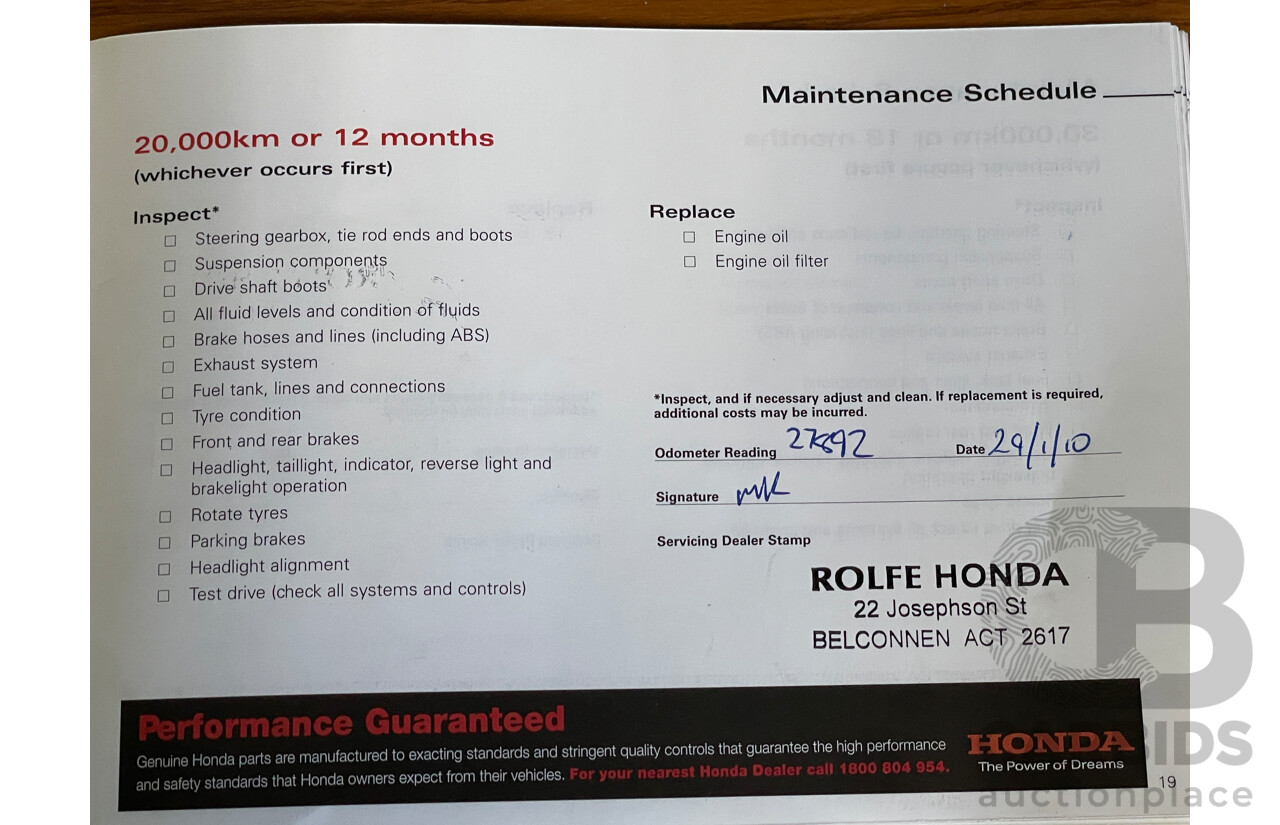 Maintenance Schedule
20,000km or 12 months
(whichever occurs first)
Inspect*
Steering gearbox, tie rod ends and boots
Suspension components
Drive shaft boots
All fluid levels and condition of fluids
Brake hoses and lines (including ABS)
Exhaust system
Fuel tank, lines and connections
Tyre condition
Front and rear brakes
Headlight, taillight, indicator, reverse light and
brakelight operation
Rotate tyres
Parking brakes
Headlight alignment
Test drive (check all systems and controls)
Replace
Engine oil
Engine oil filter
*Inspect, and if necessary adjust and clean. If replacement is required,
additional costs may be incurred.
Odometer Reading 27892 Date 29/1/10
Signature
Servicing Dealer Stamp
ROLFE HONDA
22 Josephson St
BELCONNEN ACT 2617
Performance Guaranteed
Genuine Honda parts are manufactured to exacting standards and stringent quality controls that guarantee the high performance
and safety standards that Honda owners expect from their vehicles. For your nearest Honda Dealer call 1800 804 954.
HONDA
The Power of Dreams
19
auctionplace